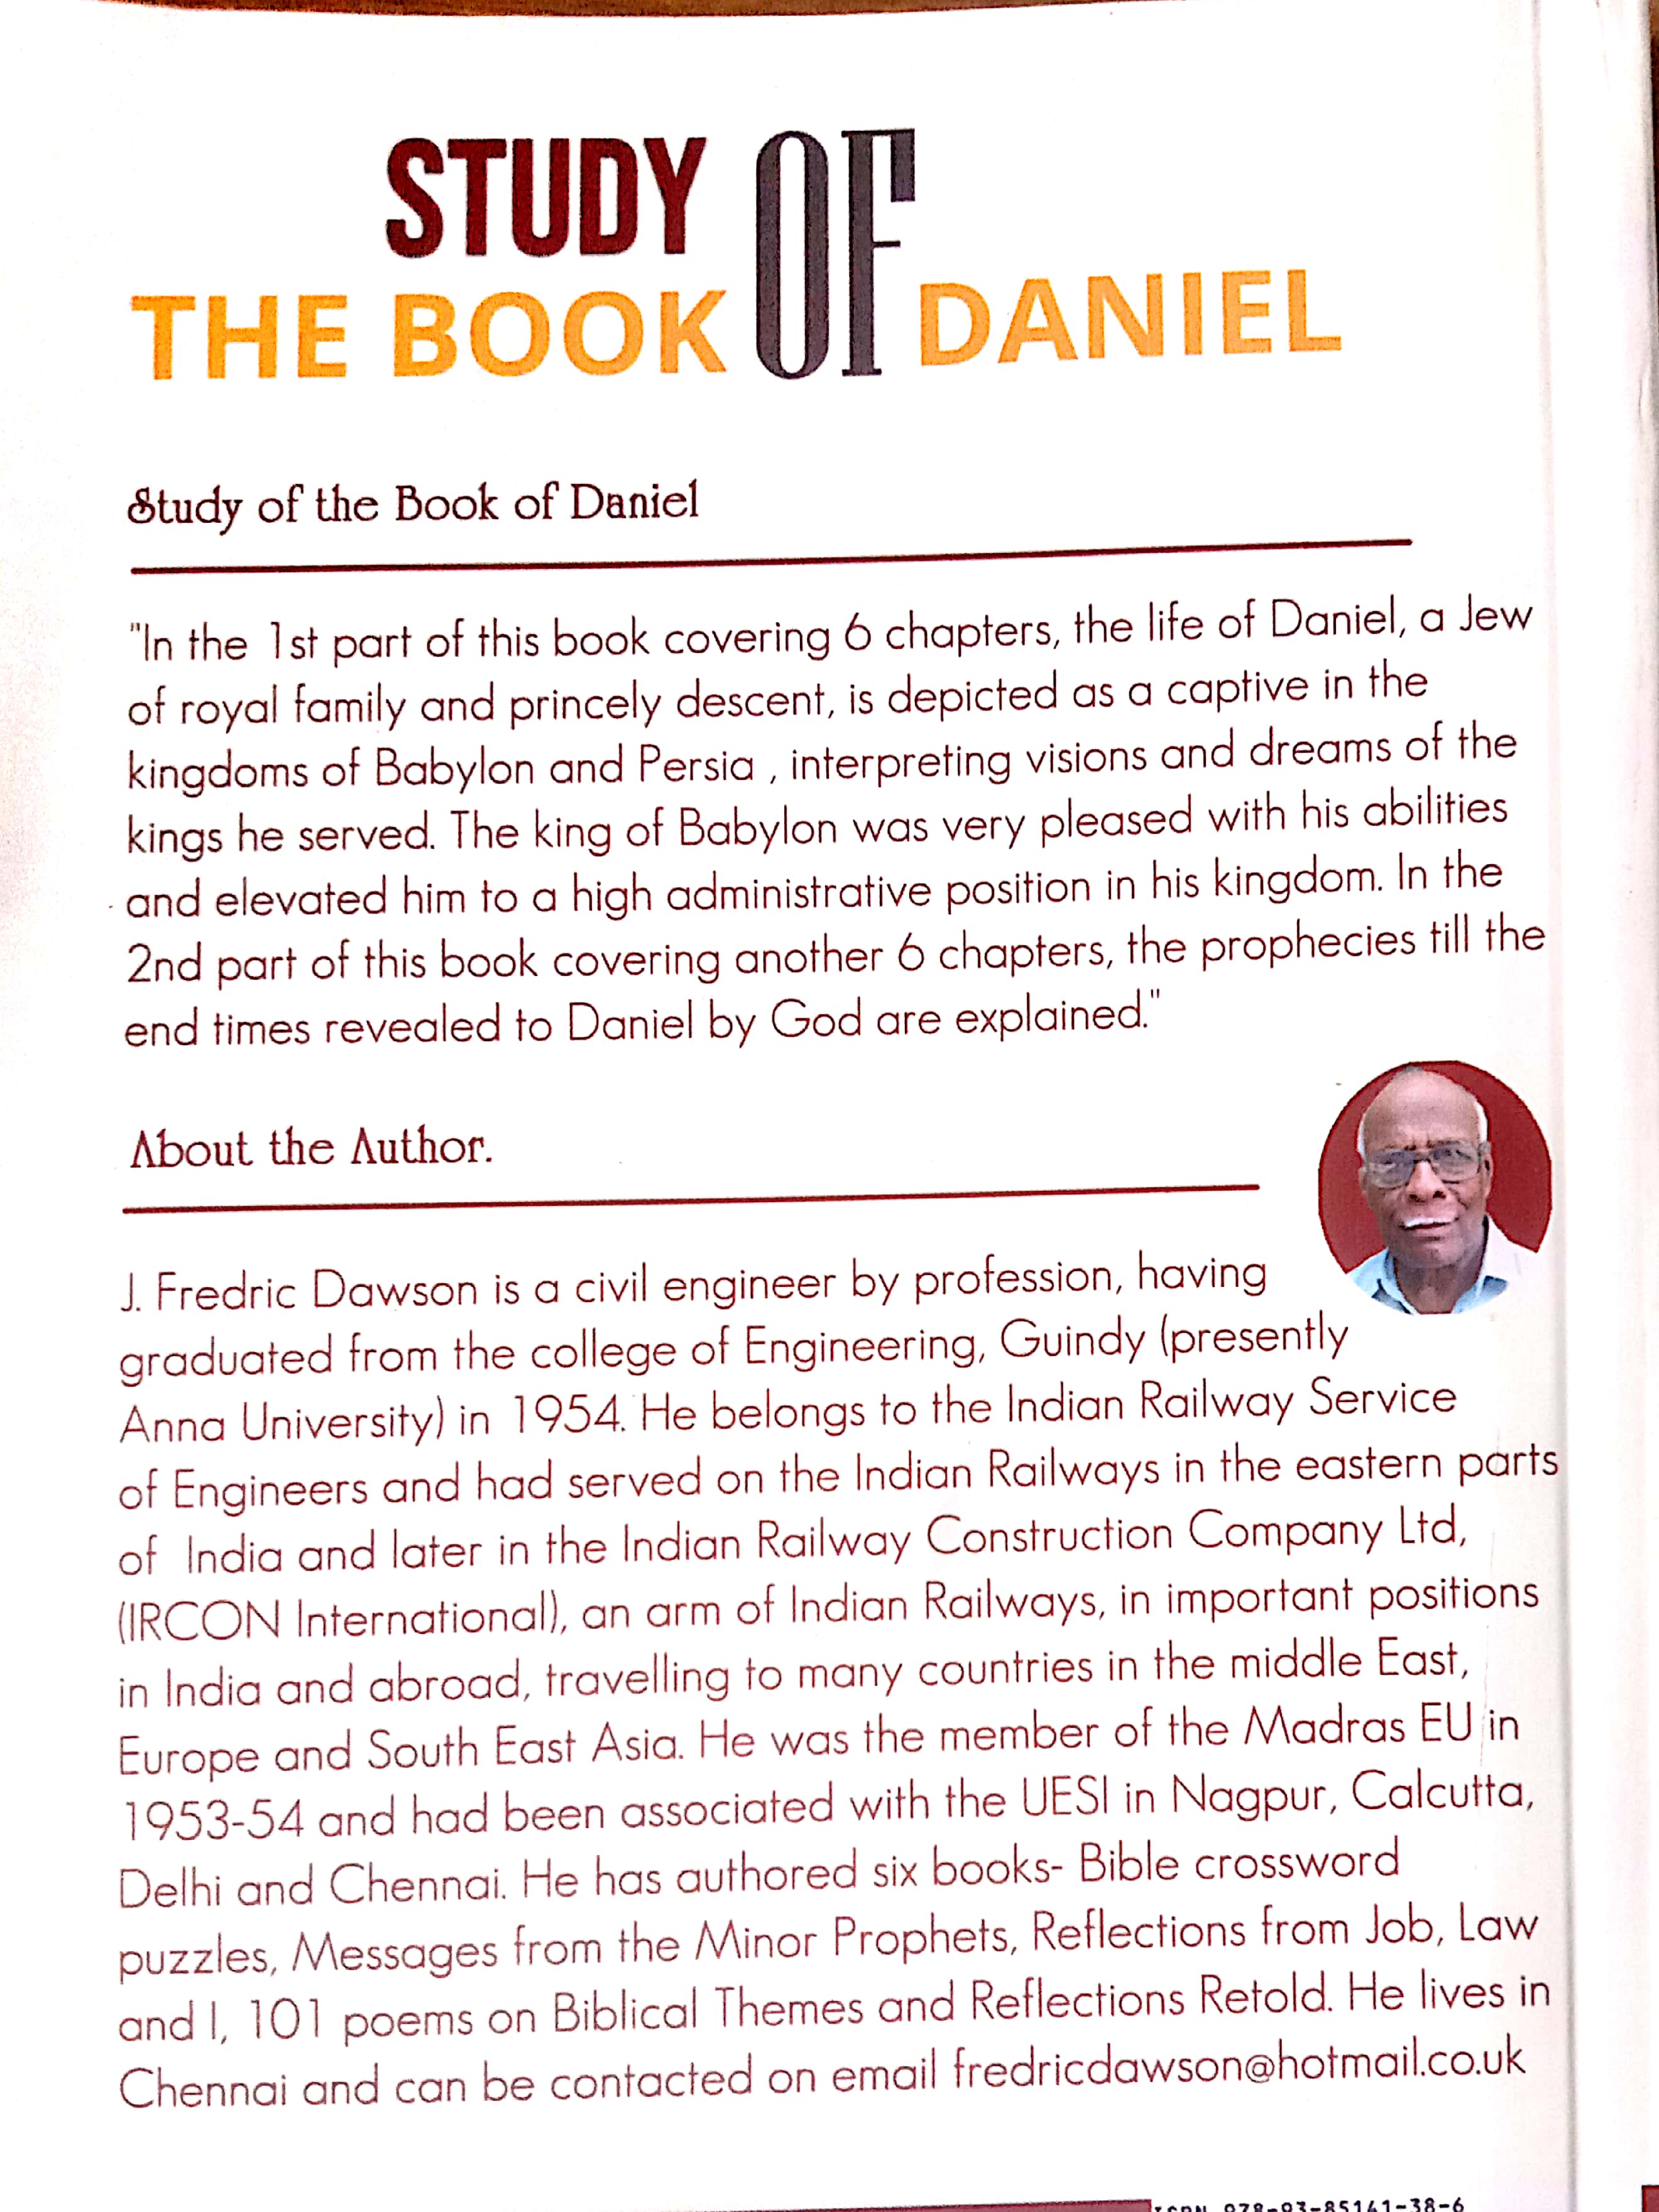 STUDY OF
THE BOOK DANIEL
Study of the Book of Daniel
"In the 1st part of this book covering 6 chapters, the life of Daniel, a Jew
of royal family and princely descent, is depicted as a captive in the
kingdoms of Babylon and Persia , interpreting visions and dreams of the
kings he served. The king of Babylon was very pleased with his abilities
and elevated him to a high administrative position in his kingdom. In the
2nd part of this book covering another 6 chapters, the prophecies till the
end times revealed to Daniel by God are explained."
About the Author.
J. Fredric Dawson is a civil engineer by profession, having
graduated from the college of Engineering, Guindy (presently
Anna University) in 1954. He belongs to the Indian Railway Service
of Engineers and had served on the Indian Railways in the eastern parts
of India and later in the Indian Railway Construction Company Ltd,
(IRCON International), an arm of Indian Railways, in important positions
in India and abroad, travelling to many countries in the middle East,
Europe and South East Asia. He was the member of the Madras EU in
1953-54 and had been associated with the UESI in Nagpur, Calcutta,
Delhi and Chennai. He has authored six books- Bible crossword
puzzles, Messages from the Minor Prophets, Reflections from Job, Law
and I, 101 poems on Biblical Themes and Reflections Retold. He lives in
Chennai and can be contacted on email fredricdawson@hotmail.co.uk
ISBN 978-93-85141-38-6